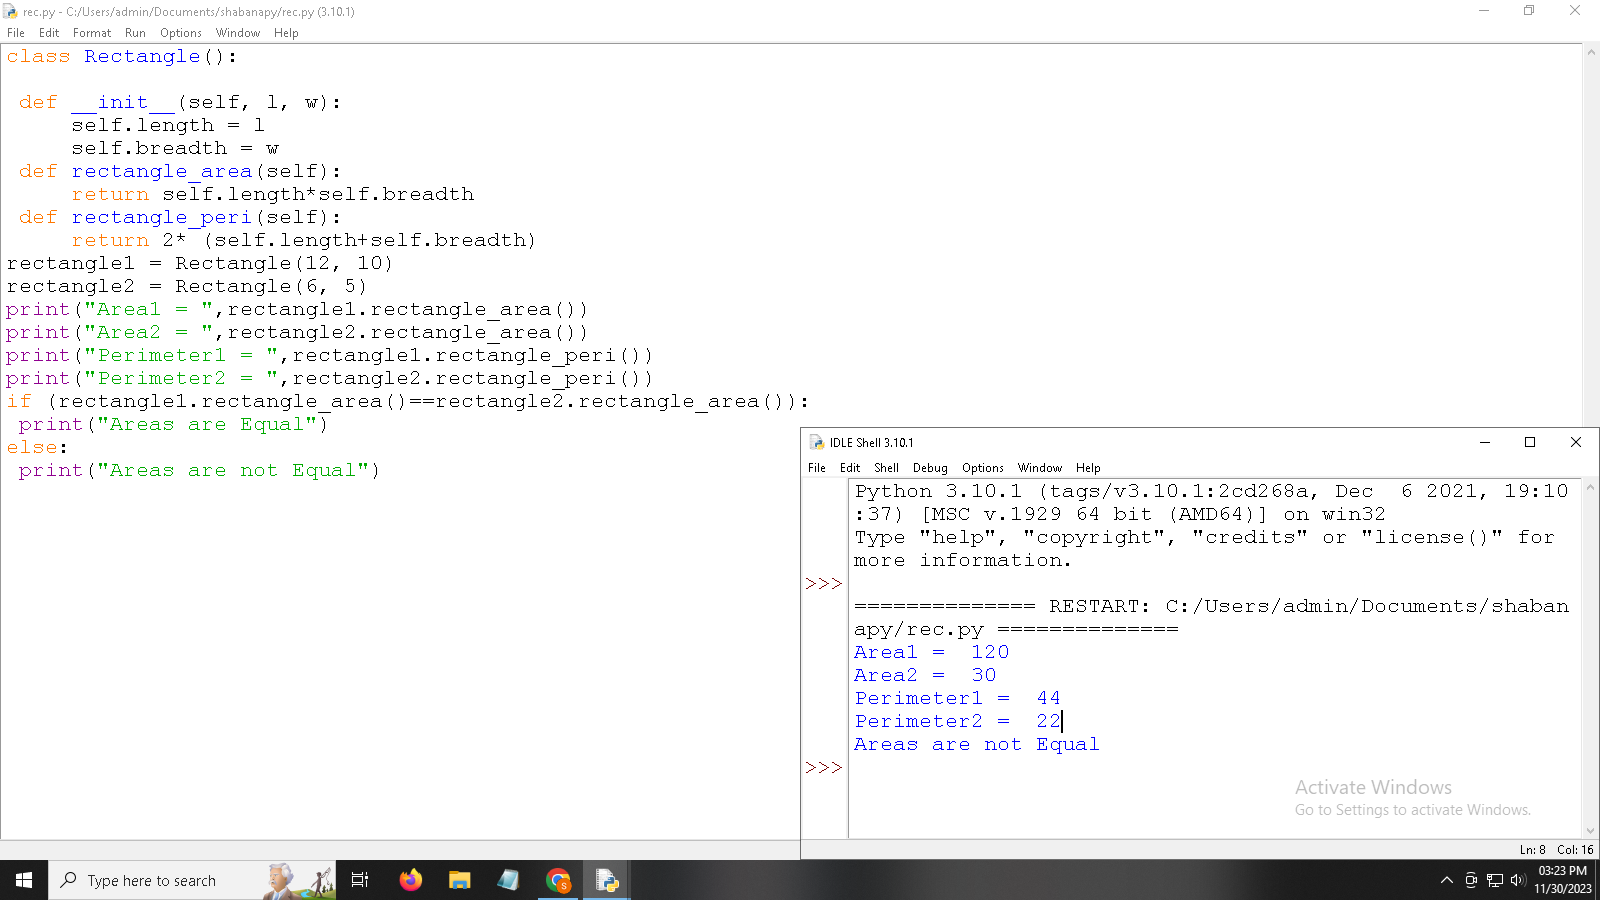 rec.py - C:/Users/admin/Documents/shabanapy/rec.py (3.10.1)
File Edit Format Run Options Window Help
class Rectangle():
def __init__(self, l, w):
self.length = l
self.breadth = w
def rectangle_area(self):
return self.length*self.breadth
def rectangle_peri(self):
return 2* (self.length+self.breadth)
rectangle1 = Rectangle(12, 10)
rectangle2 = Rectangle(6, 5)
print("Area1 = ",rectangle1.rectangle_area())
print("Area2 = ",rectangle2.rectangle_area())
print("Perimeter1 = ",rectangle1.rectangle_peri())
print("Perimeter2 = ",rectangle2.rectangle_peri())
if (rectangle1.rectangle_area()==rectangle2.rectangle_area()):
print("Areas are Equal")
else:
print("Areas are not Equal")
IDLE Shell 3.10.1
File Edit Shell Debug Options Window Help
Python 3.10.1 (tags/v3.10.1:2cd268a, Dec  6 2021, 19:10
:37) [MSC v.1929 64 bit (AMD64)] on win32
Type "help", "copyright", "credits" or "license()" for
more information.
>>>
============== RESTART: C:/Users/admin/Documents/shaban
apy/rec.py ==============
Area1 =  120
Area2 =  30
Perimeter1 =  44
Perimeter2 =  22
Areas are not Equal
>>>
Activate Windows
Go to Settings to activate Windows.
Ln: 8 Col: 16
Type here to search
S
03:23 PM
11/30/2023